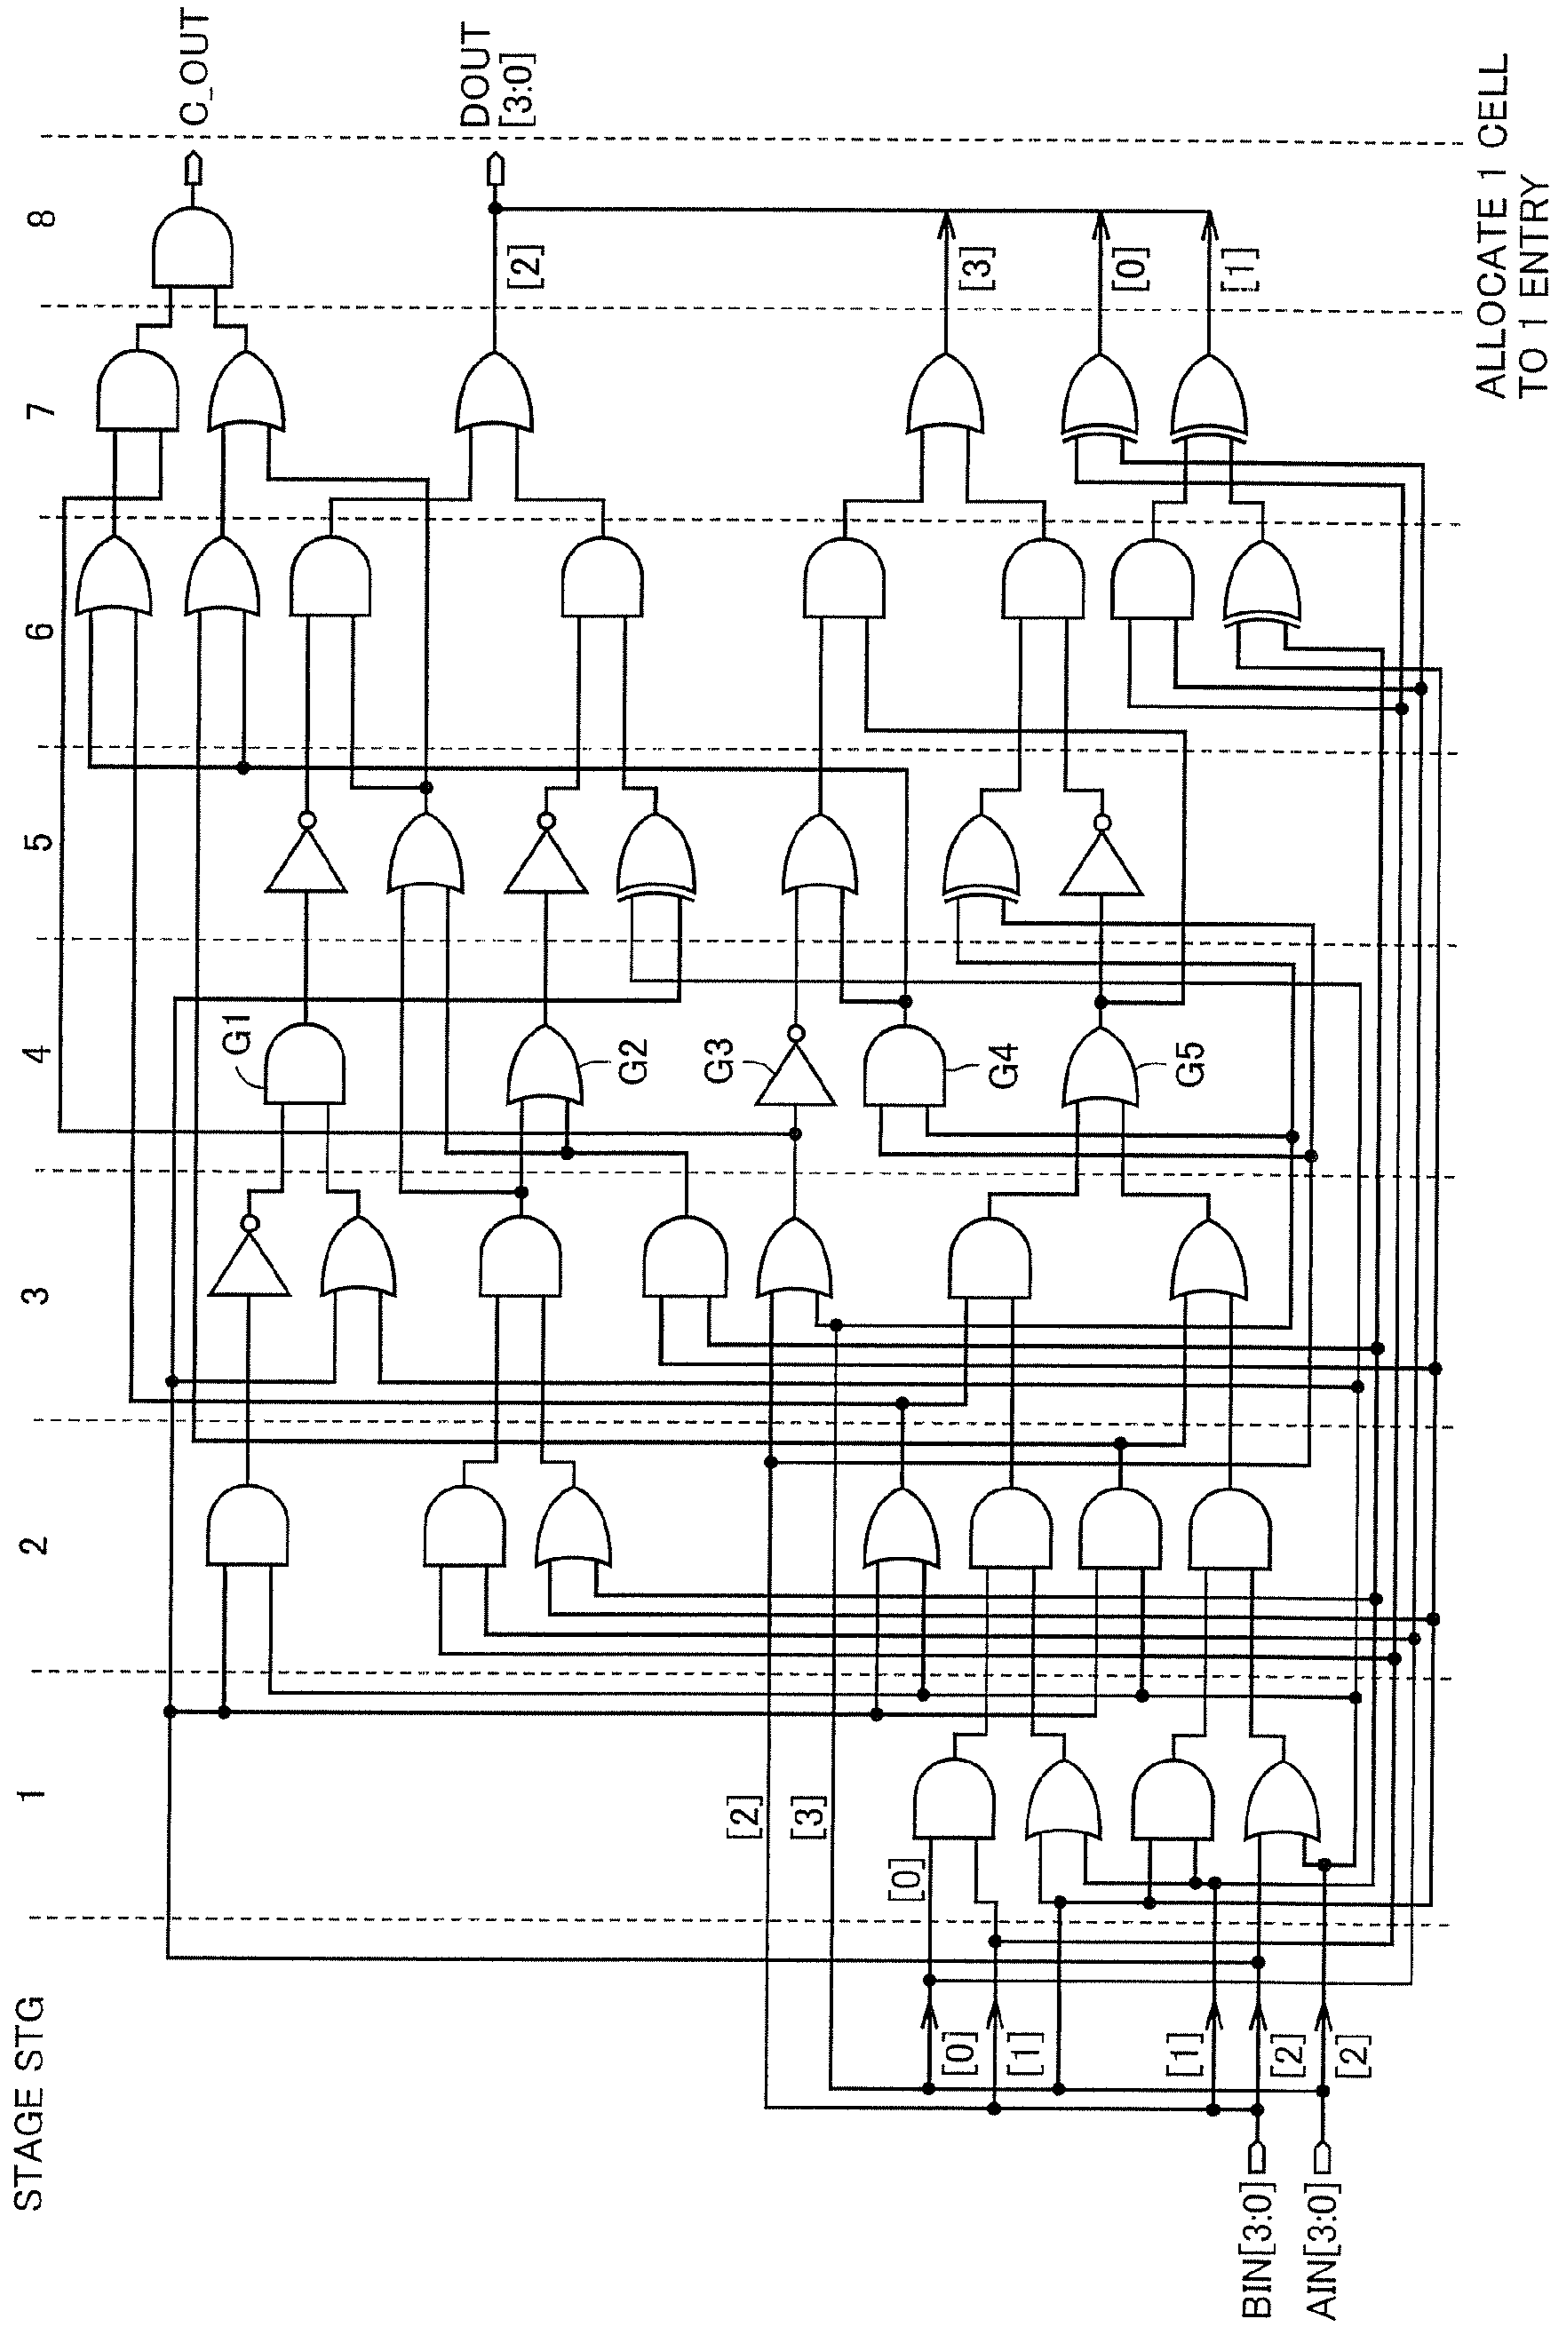 STAGE STG
1
2
3
4
5
6
7
8
C_OUT
DOUT
[3:0]
[2]
[3]
[0]
[1]
G1
G2
G3
G4
G5
[2]
[3]
[0]
[0]
[1]
[1]
[2]
[2]
BIN[3:0]
AIN[3:0]
ALLOCATE 1 CELL
TO 1 ENTRY